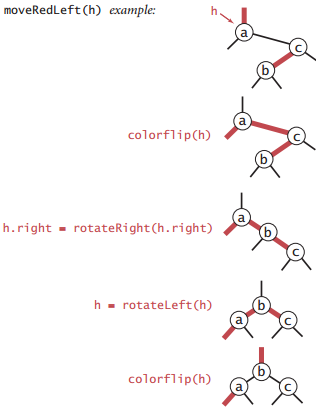 moveRedLeft(h) example:
h
a
c
b
colorflip(h)
a
c
b
h.right = rotateRight(h.right)
a
b
c
h = rotateLeft(h)
b
a
c
colorflip(h)
b
a
c